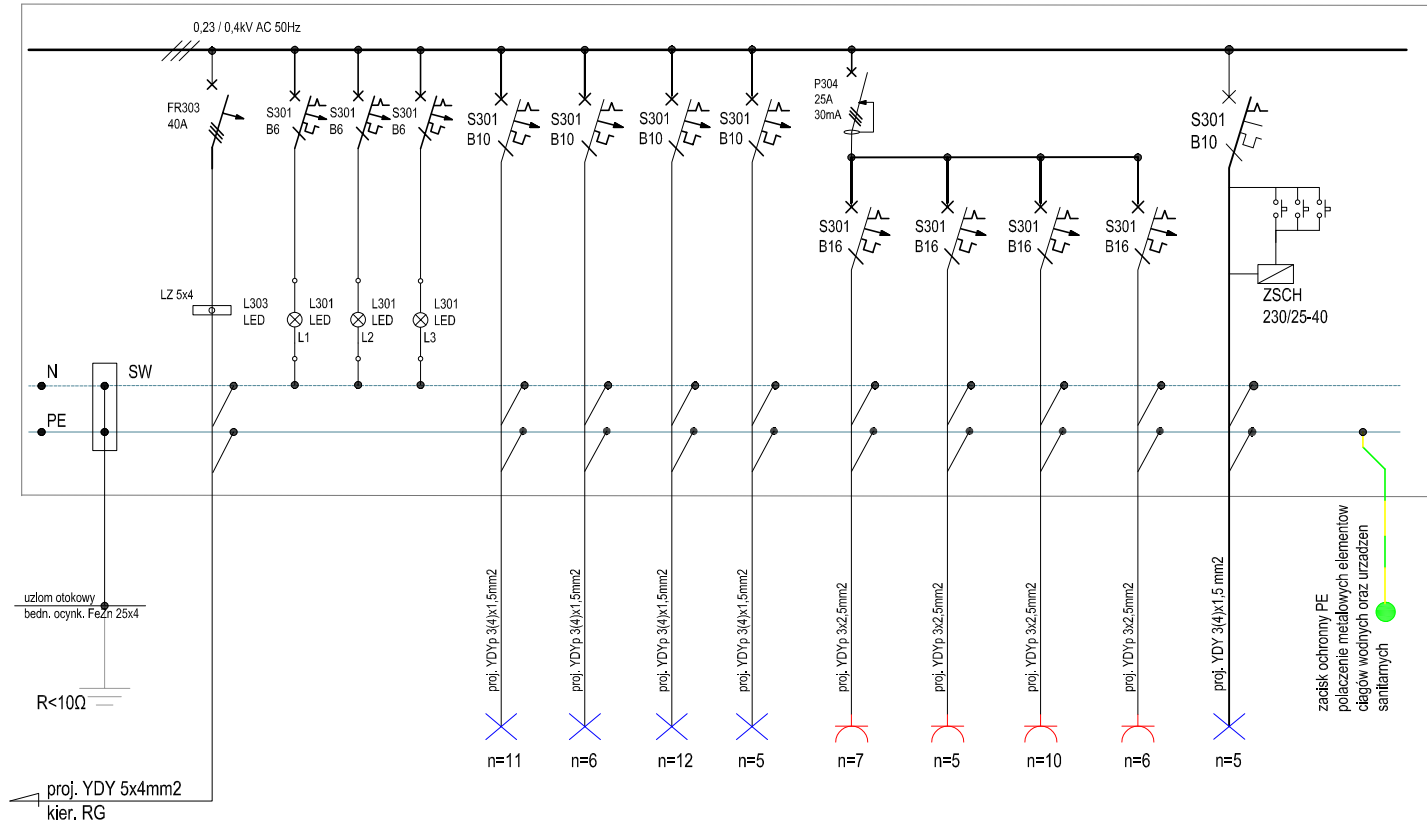 0,23 / 0,4kV AC 50Hz
FR303
40A
S301
B6
S301
B6
S301
B6
S301
B10
S301
B10
S301
B10
S301
B10
P304
25A
30mA
S301
B10
S301
B16
S301
B16
S301
B16
S301
B16
LZ 5x4
L303
LED
L301
LED
L1
L301
LED
L2
L301
LED
L3
ZSCH
230/25-40
N
SW
PE
uzlom otokowy
bedn. ocynk. FeZn 25x4
R<10Ω
proj. YDYp 3(4)x1,5mm2
proj. YDYp 3(4)x1,5mm2
proj. YDYp 3(4)x1,5mm2
proj. YDYp 3(4)x1,5mm2
proj. YDYp 3x2,5mm2
proj. YDYp 3x2,5mm2
proj. YDYp 3x2,5mm2
proj. YDYp 3x2,5mm2
proj. YDY 3(4)x1,5 mm2
zacisk ochronny PE
polaczenie metalowych elementow
ciagów wodnych oraz urzadzen
sanitarnych
n=11
n=6
n=12
n=5
n=7
n=5
n=10
n=6
n=5
proj. YDY 5x4mm2
kier. RG